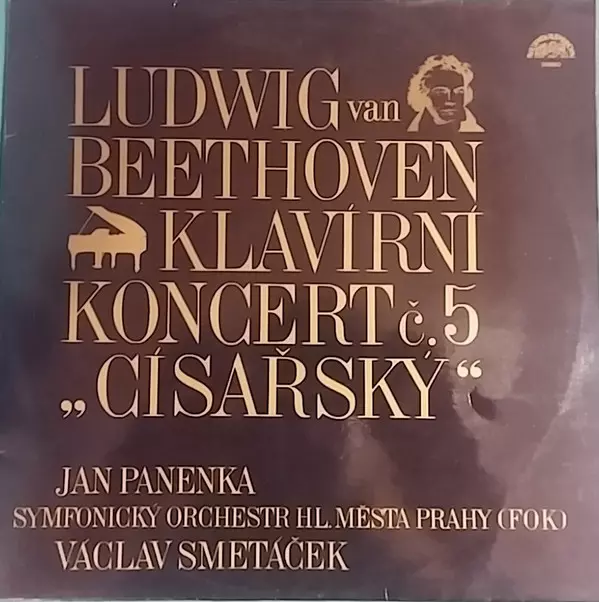 LUDWIG van
BEETHOVEN
KLAVÍRNÍ
KONCERT č. 5
„CÍSAŘSKÝ“
JAN PANENKA
SYMFONICKÝ ORCHESTR HL. MĚSTA PRAHY (FOK)
VÁCLAV SMETÁČEK